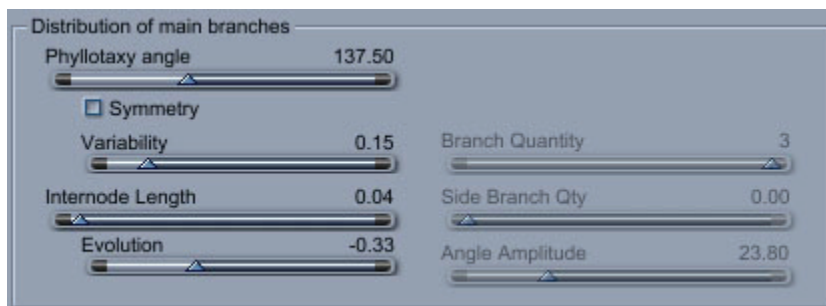 Distribution of main branches
Phyllotaxy angle 137.50
Symmetry
Variability 0.15
Internode Length 0.04
Evolution -0.33
Branch Quantity 3
Side Branch Qty 0.00
Angle Amplitude 23.80